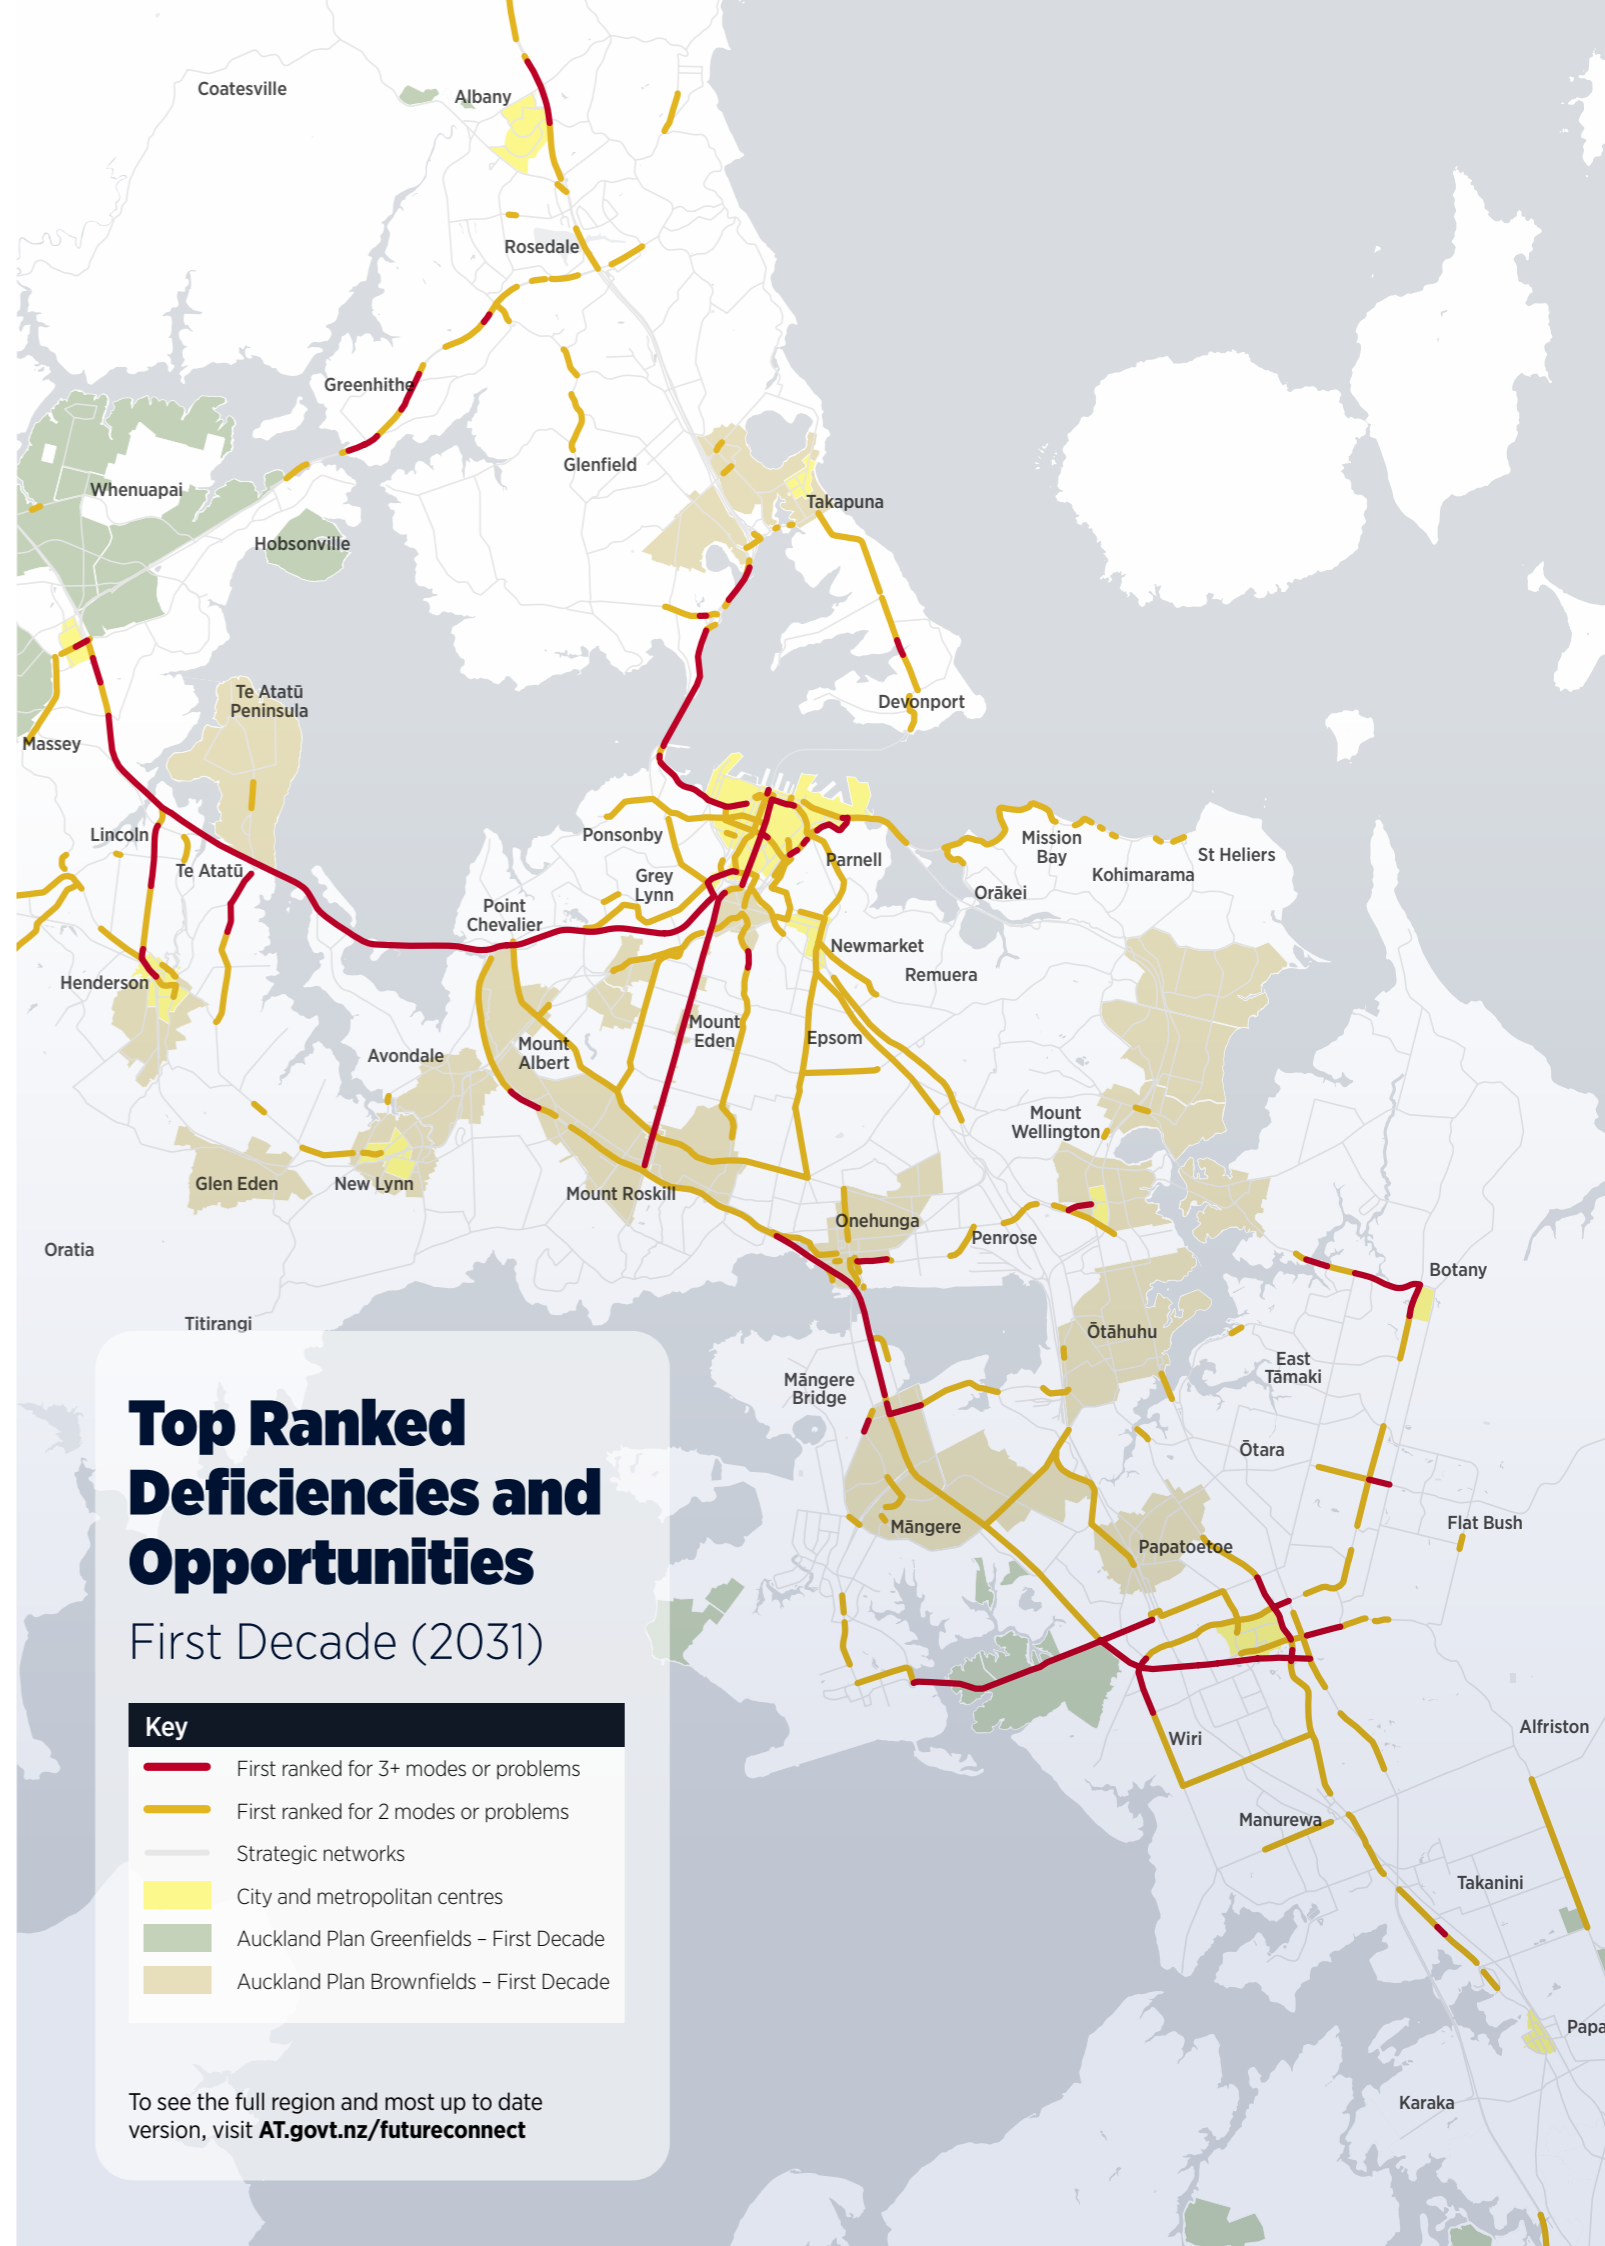 Coatesville
Albany
Rosedale
Greenhithe
Glenfield
Whenuapai
Takapuna
Hobsonville
Te Atatū
Peninsula
Devonport
Massey
Lincoln
Te Atatū
Ponsonby
Parnell
Mission
Bay
St Heliers
Kohimarama
Grey
Lynn
Orākei
Point
Chevalier
Newmarket
Remuera
Henderson
Mount
Eden
Epsom
Mount
Albert
Avondale
Mount
Wellington
Glen Eden
New Lynn
Mount Roskill
Onehunga
Penrose
Oratia
Botany
Titirangi
Ōtāhuhu
East
Tāmaki
Māngere
Bridge
Ōtara
Flat Bush
Māngere
Papatoetoe
Wiri
Alfriston
Manurewa
Takanini
Papa
Karaka
Top Ranked
Deficiencies and
Opportunities
First Decade (2031)
Key
First ranked for 3+ modes or problems
First ranked for 2 modes or problems
Strategic networks
City and metropolitan centres
Auckland Plan Greenfields – First Decade
Auckland Plan Brownfields – First Decade
To see the full region and most up to date
version, visit AT.govt.nz/futureconnect